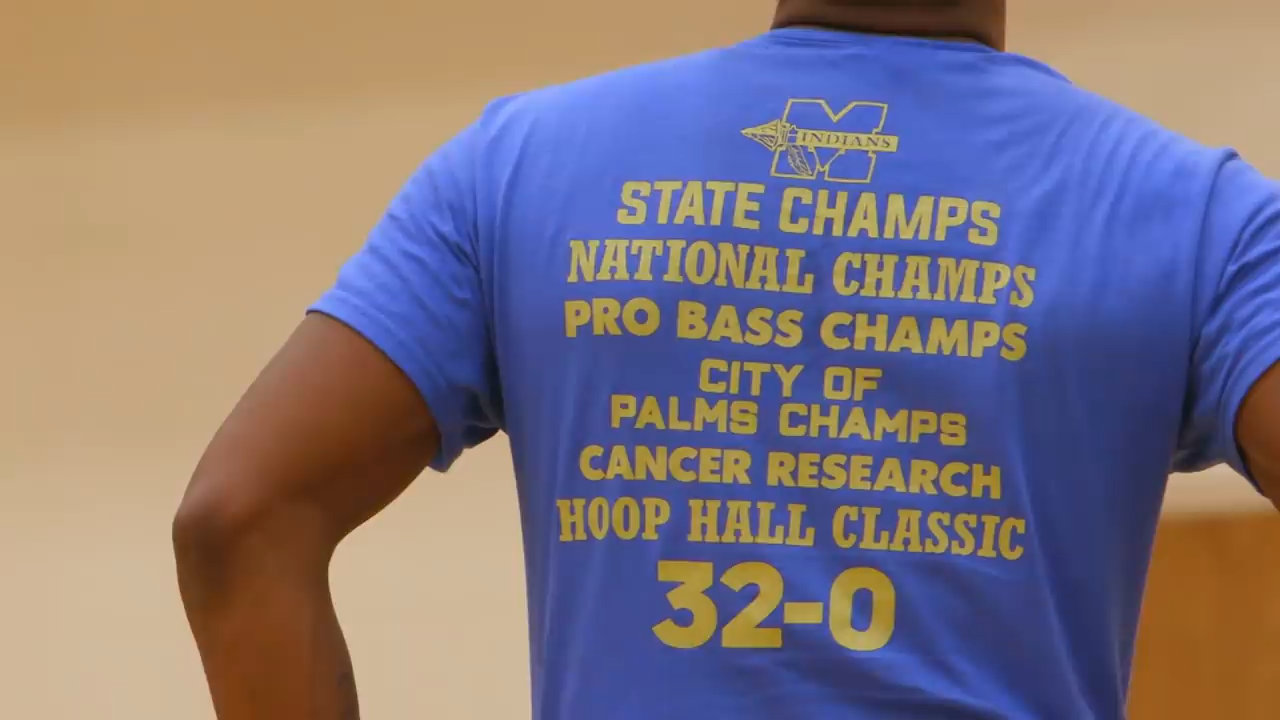 M
INDIANS
STATE CHAMPS
NATIONAL CHAMPS
PRO BASS CHAMPS
CITY OF
PALMS CHAMPS
CANCER RESEARCH
HOOP HALL CLASSIC
32-0